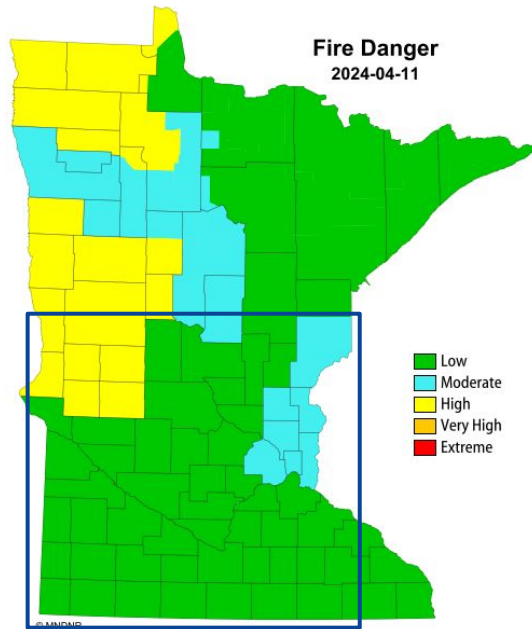 Fire Danger
2024-04-11
Low
Moderate
High
Very High
Extreme
© MNDNR